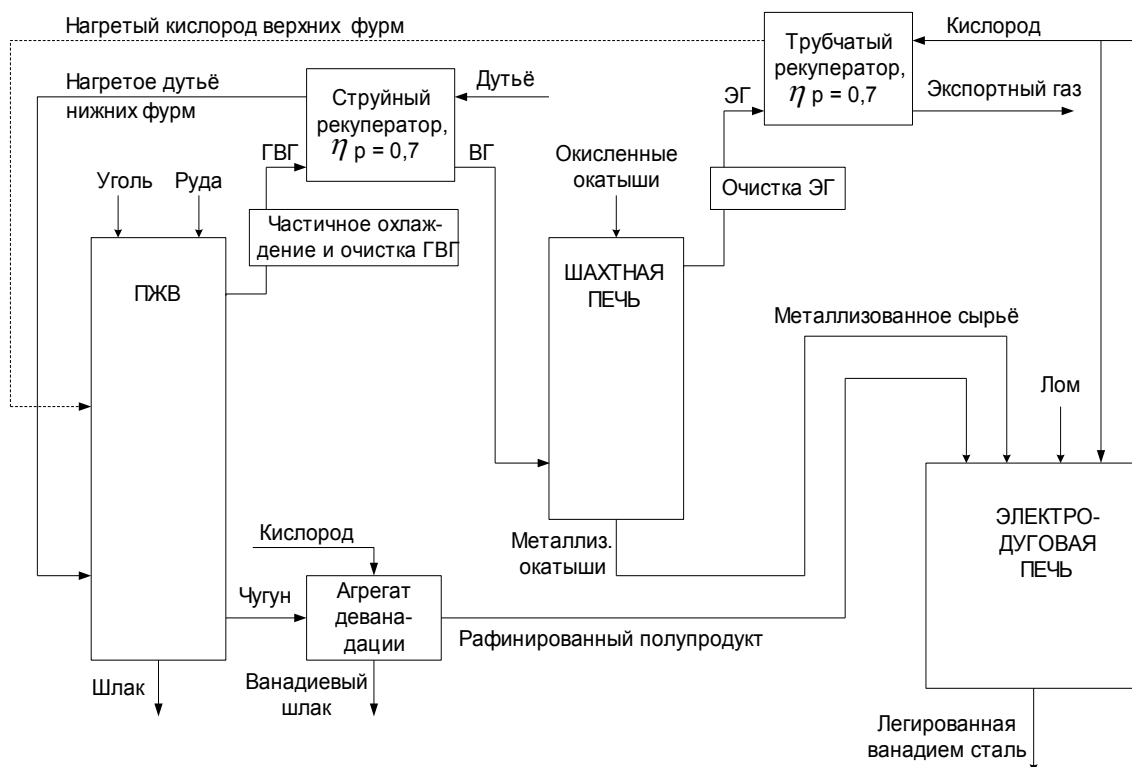 Нагретый кислород верхних фурм
Трубчатый
рекуператор,
η р = 0,7
Кислород
Экспортный газ
Нагретое дутьё
нижних фурм
Струйный
рекуператор,
η р = 0,7
Дутьё
ЭГ
ГВГ
ВГ
Окисленные
окатыши
Очистка ЭГ
Уголь
Руда
Частичное охлаж-
дение и очистка ГВГ
ПЖВ
ШАХТНАЯ
ПЕЧЬ
Металлизованное сырьё
Лом
Кислород
Металлиз.
окатыши
ЭЛЕКТРО-
ДУГОВАЯ
ПЕЧЬ
Чугун
Агрегат
девана-
дации
Рафинированный полупродукт
Шлак
Ванадиевый
шлак
Легированная
ванадием сталь